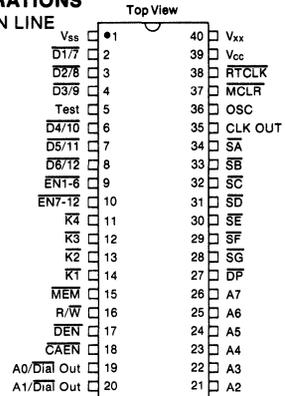 RATIONS
N LINE
Top View
Vss 1 40 Vxx
D1/7 2 39 Vcc
D2/8 3 38 RTCLK
D3/9 4 37 MCLR
Test 5 36 OSC
D4/10 6 35 CLK OUT
D5/11 7 34 SA
D6/12 8 33 SB
EN1-6 9 32 SC
EN7-12 10 31 SD
K4 11 30 SE
K3 12 29 SF
K2 13 28 SG
K1 14 27 DP
MEM 15 26 A7
R/W 16 25 A6
DEN 17 24 A5
CAEN 18 23 A4
A0/Dial Out 19 22 A3
A1/Dial Out 20 21 A2